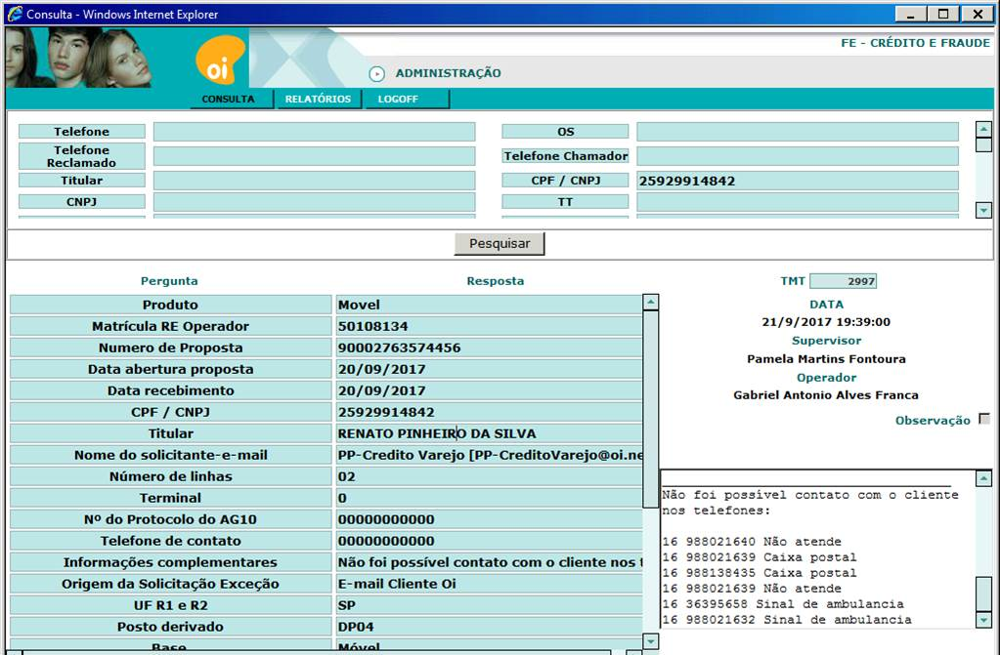 Consulta - Windows Internet Explorer
oi
FE - CRÉDITO E FRAUDE
ADMINISTRAÇÃO
CONSULTA RELATÓRIOS LOGOFF
Telefone OS
Telefone Reclamado Telefone Chamador
Titular CPF / CNPJ 25929914842
CNPJ TT
Pesquisar
Pergunta Resposta
Produto Movel
Matrícula RE Operador 50108134
Numero de Proposta 90002763574456
Data abertura proposta 20/09/2017
Data recebimento 20/09/2017
CPF / CNPJ 25929914842
Titular RENATO PINHEIRO DA SILVA
Nome do solicitante-e-mail PP-Credito Varejo [PP-CreditoVarejo@oi.ne
Número de linhas 02
Terminal 0
Nº do Protocolo do AG10 00000000000
Telefone de contato 00000000000
Informações complementares Não foi possível contato com o cliente nos t
Origem da Solicitação Exceção E-mail Cliente Oi
UF R1 e R2 SP
Posto derivado DP04
Base Móvel
TMT 2997
DATA
21/9/2017 19:39:00
Supervisor
Pamela Martins Fontoura
Operador
Gabriel Antonio Alves Franca
Observação
Não foi possível contato com o cliente
nos telefones:
16 988021640 Não atende
16 988021639 Caixa postal
16 988138435 Caixa postal
16 988021639 Não atende
16 36395658 Sinal de ambulancia
16 988021632 Sinal de ambulancia